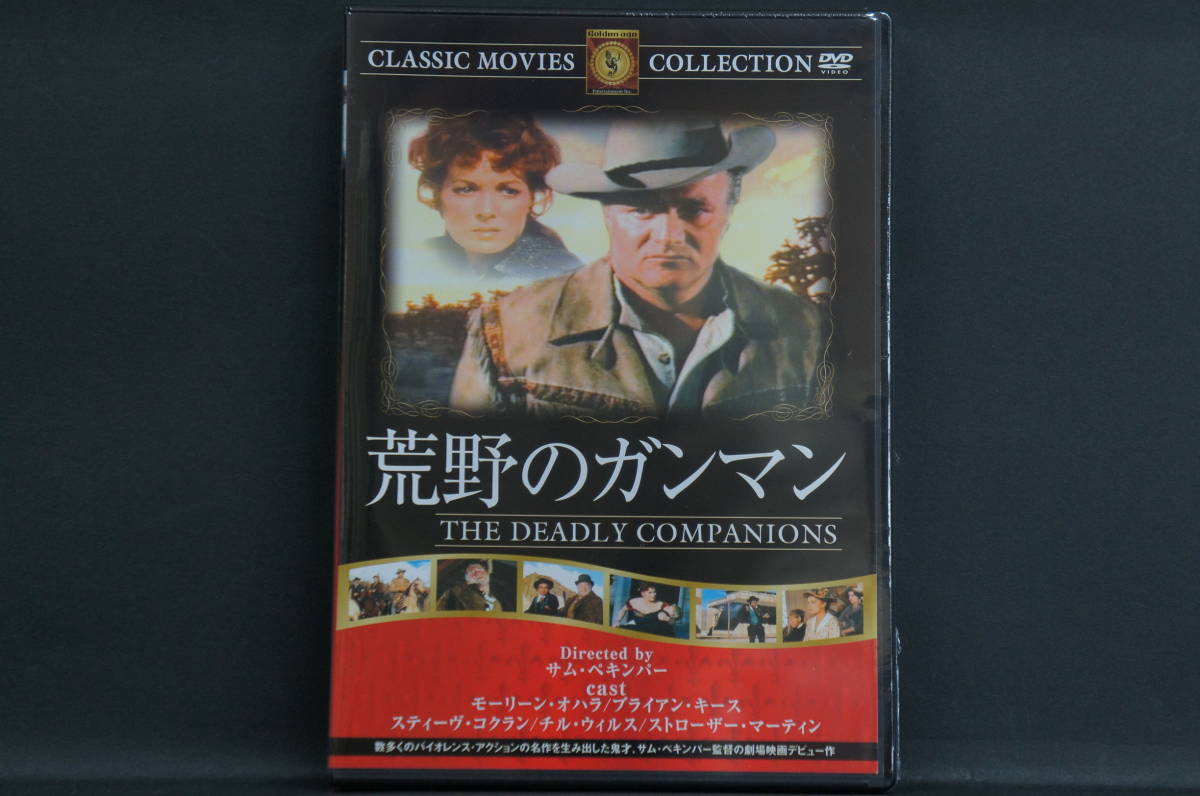 Golden age
CLASSIC MOVIES COLLECTION DVD
VIDEO
Entertainment Inc.
荒野のガンマン
THE DEADLY COMPANIONS
Directed by
サム・ペキンパー
cast
モーリーン・オハラ/ブライアン・キース
スティーヴ・コクラン/チル・ウィルス/ストローザー・マーティン
数多くのバイオレンス・アクションの名作を生み出した鬼才、サム・ペキンパー監督の劇場映画デビュー作